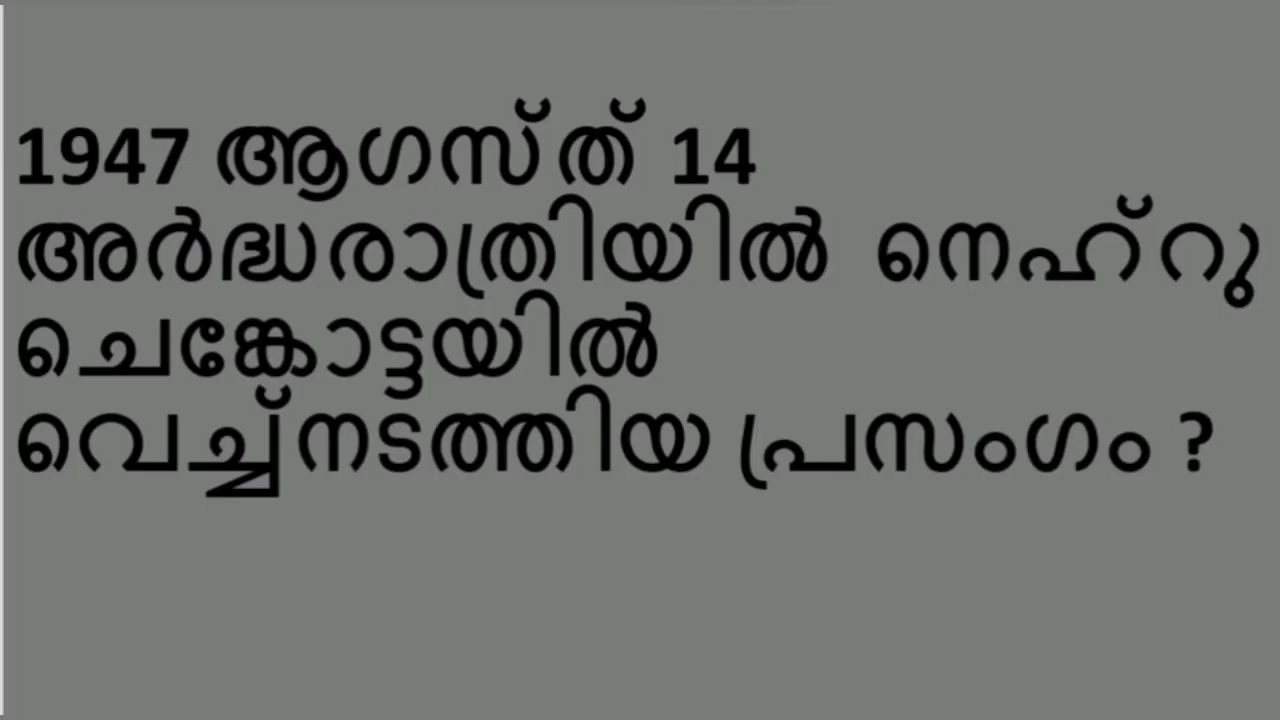 1947 ആഗസ്ത് 14
അർദ്ധരാത്രിയിൽ നെഹ്റു
ചെങ്കോട്ടയിൽ
വെച്ച്നടത്തിയ പ്രസംഗം ?